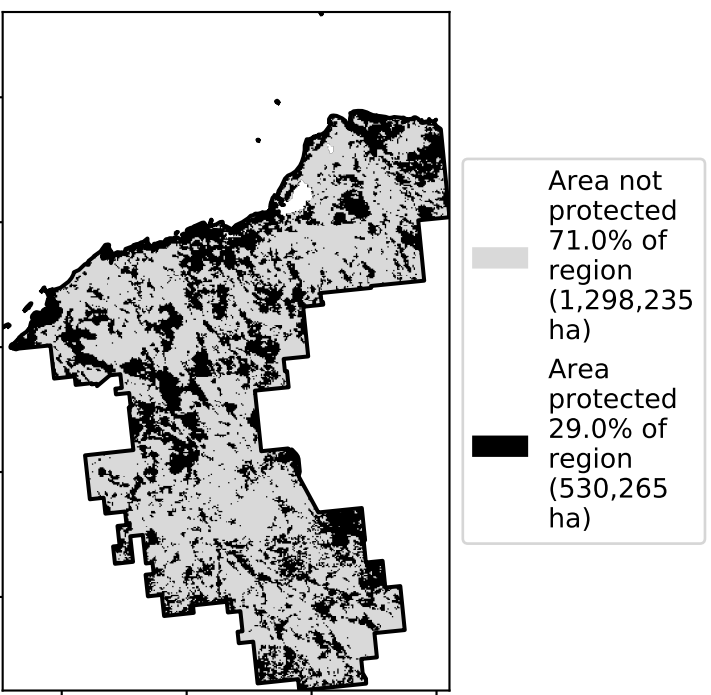 Area not
protected
71.0% of
region
(1,298,235
ha)
Area
protected
29.0% of
region
(530,265
ha)